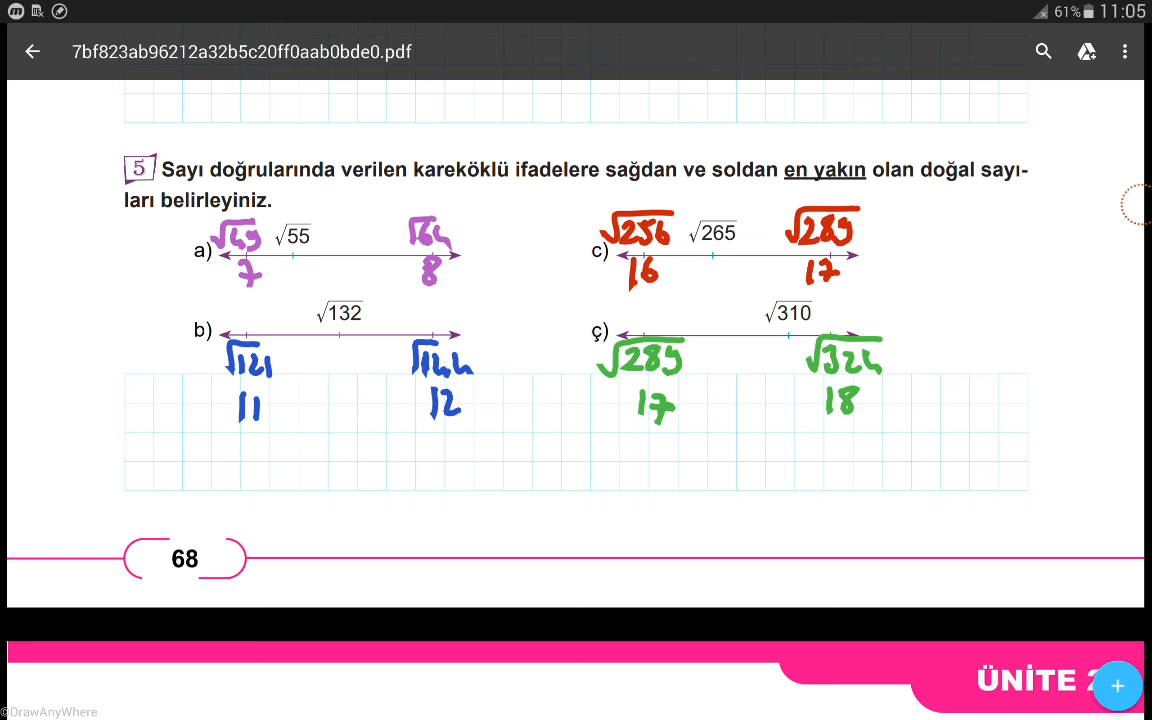 61% 11:05
7bf823ab96212a32b5c20ff0aab0bde0.pdf
5 Sayı doğrularında verilen kareköklü ifadelere sağdan ve soldan en yakın olan doğal sayı-
ları belirleyiniz.
a) √49 √55 √64
7 8
c) √256 √265 √289
16 17
b) √132
√121 √144
11 12
ç) √310
√289 √324
17 18
68
ÜNİTE 2
©DrawAnyWhere